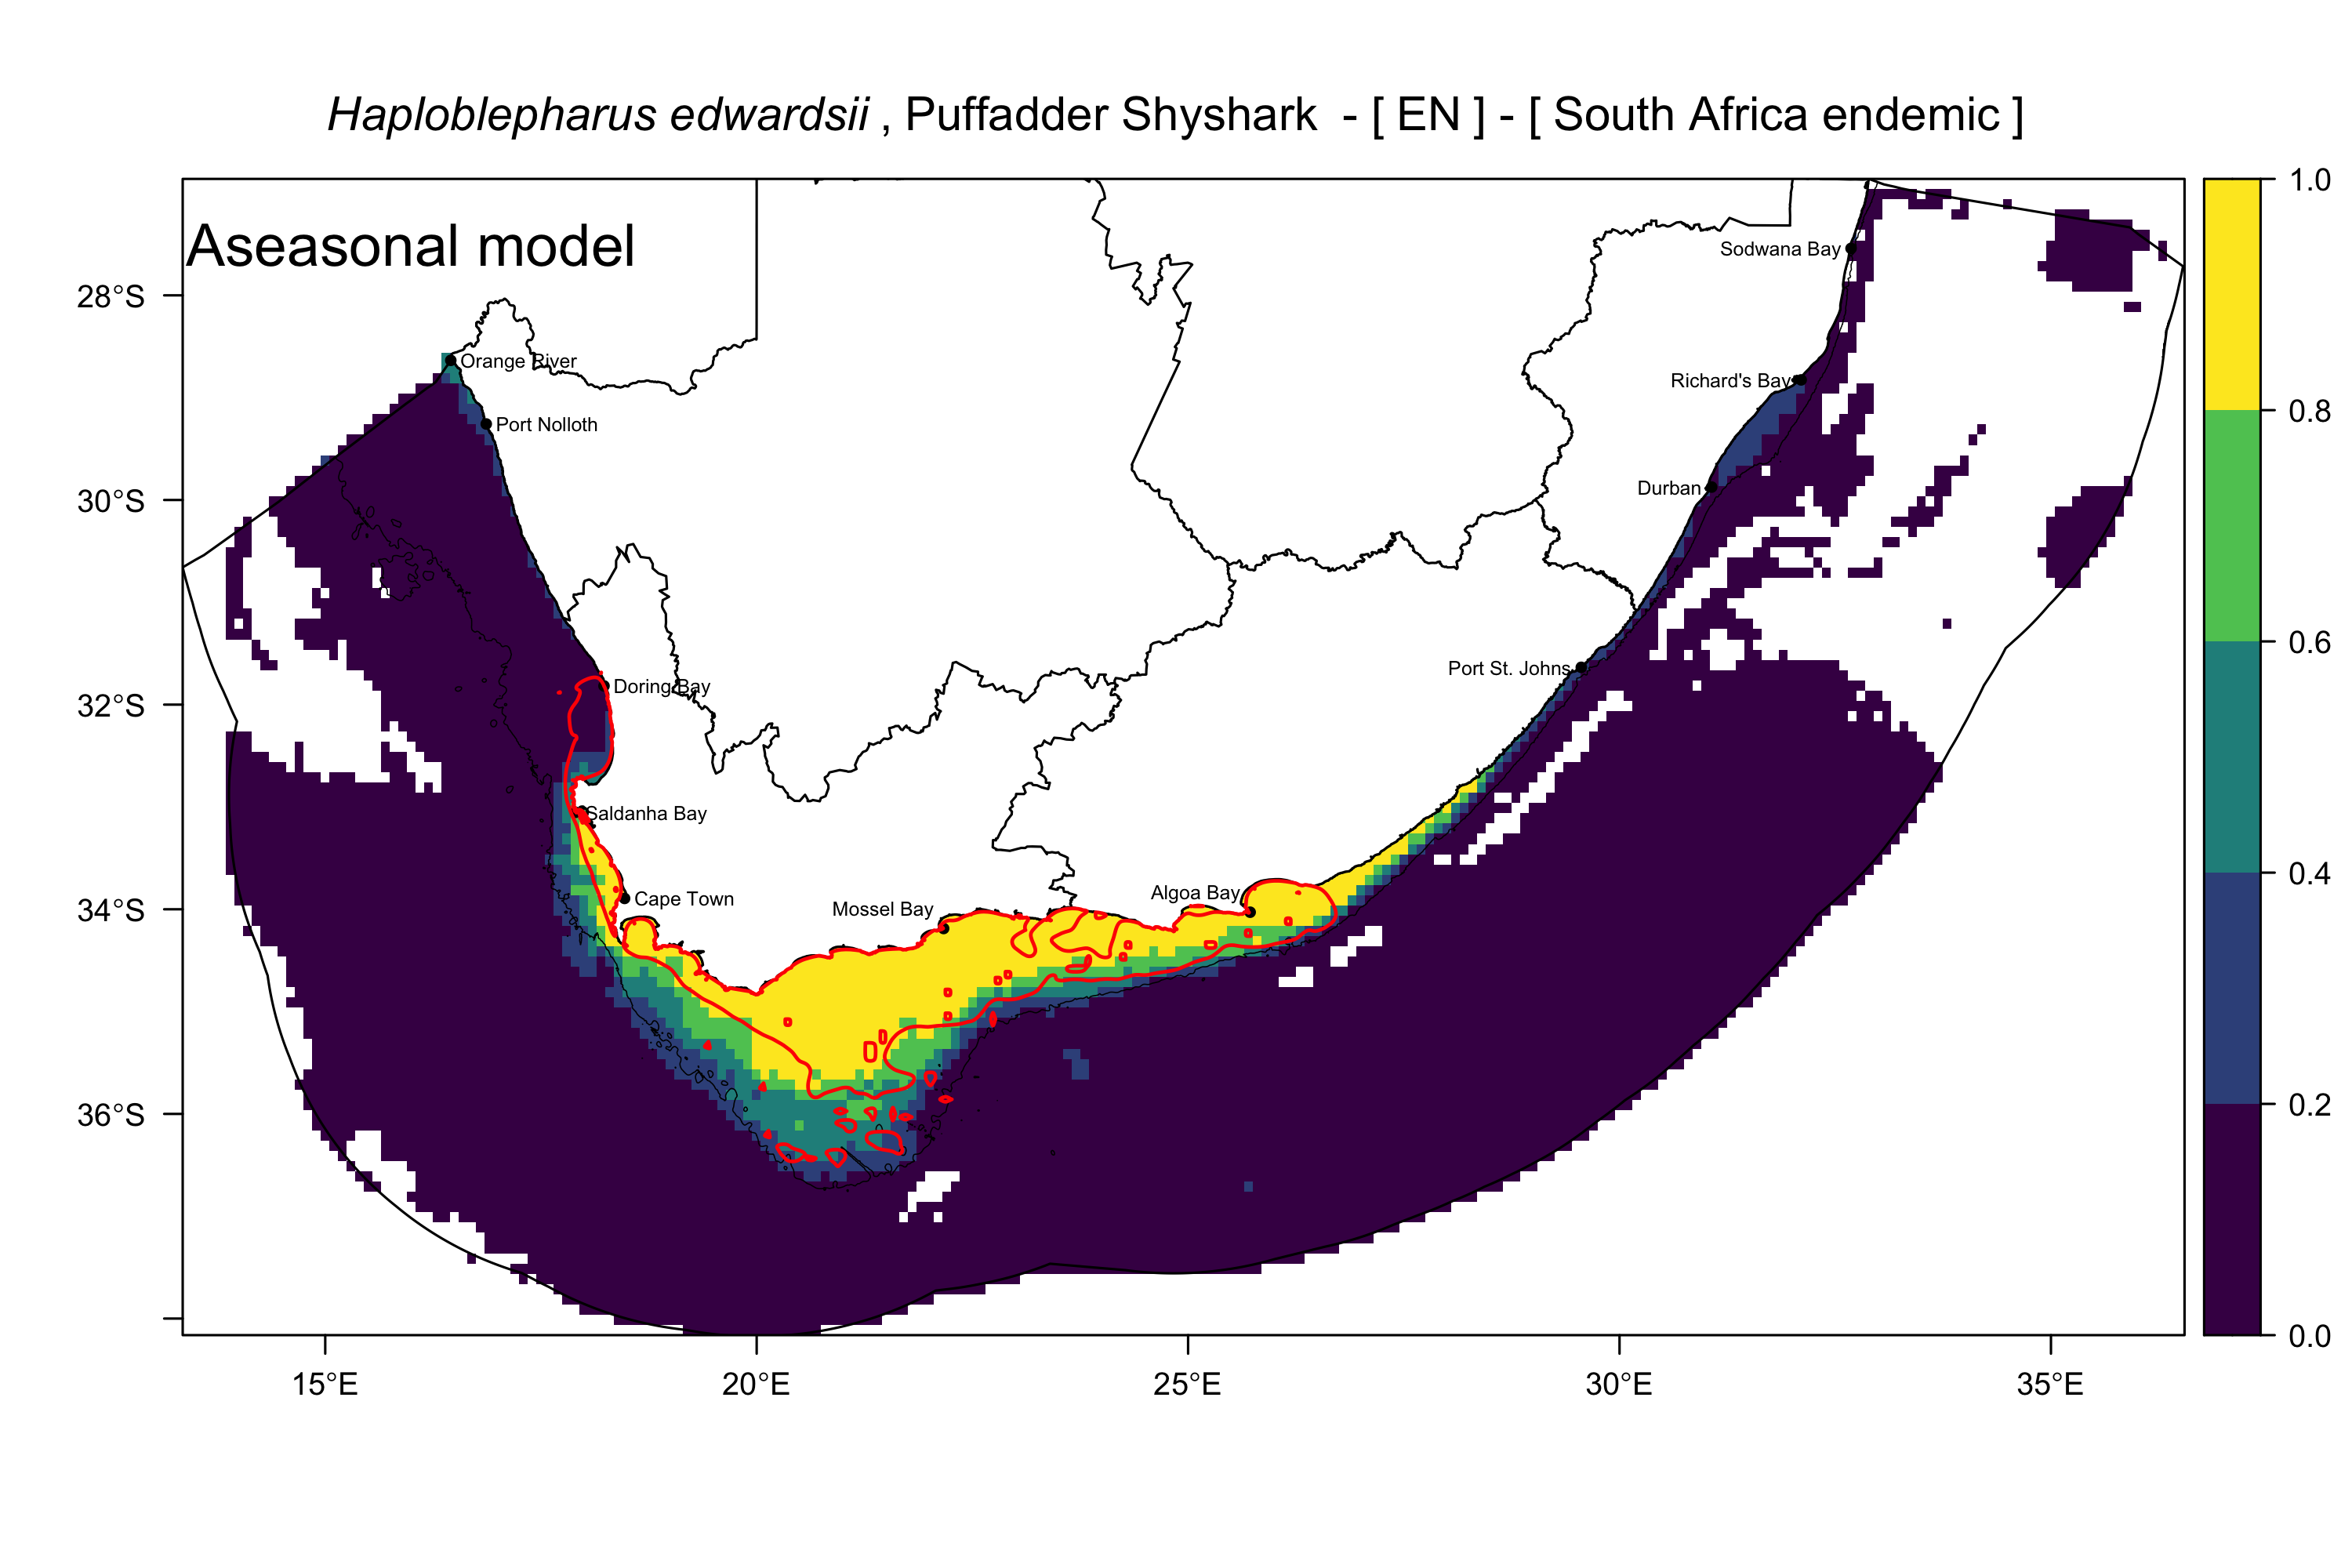 Haploblepharus edwardsii , Puffadder Shyshark - [ EN ] - [ South Africa endemic ]
Aseasonal model
1.0
0.8
0.6
0.4
0.2
0.0
28°S
30°S
32°S
34°S
36°S
Sodwana Bay
Orange River
Richard's Bay
Port Nolloth
Durban
Port St. Johns
Doring Bay
Saldanha Bay
Algoa Bay
Cape Town
Mossel Bay
15°E
20°E
25°E
30°E
35°E